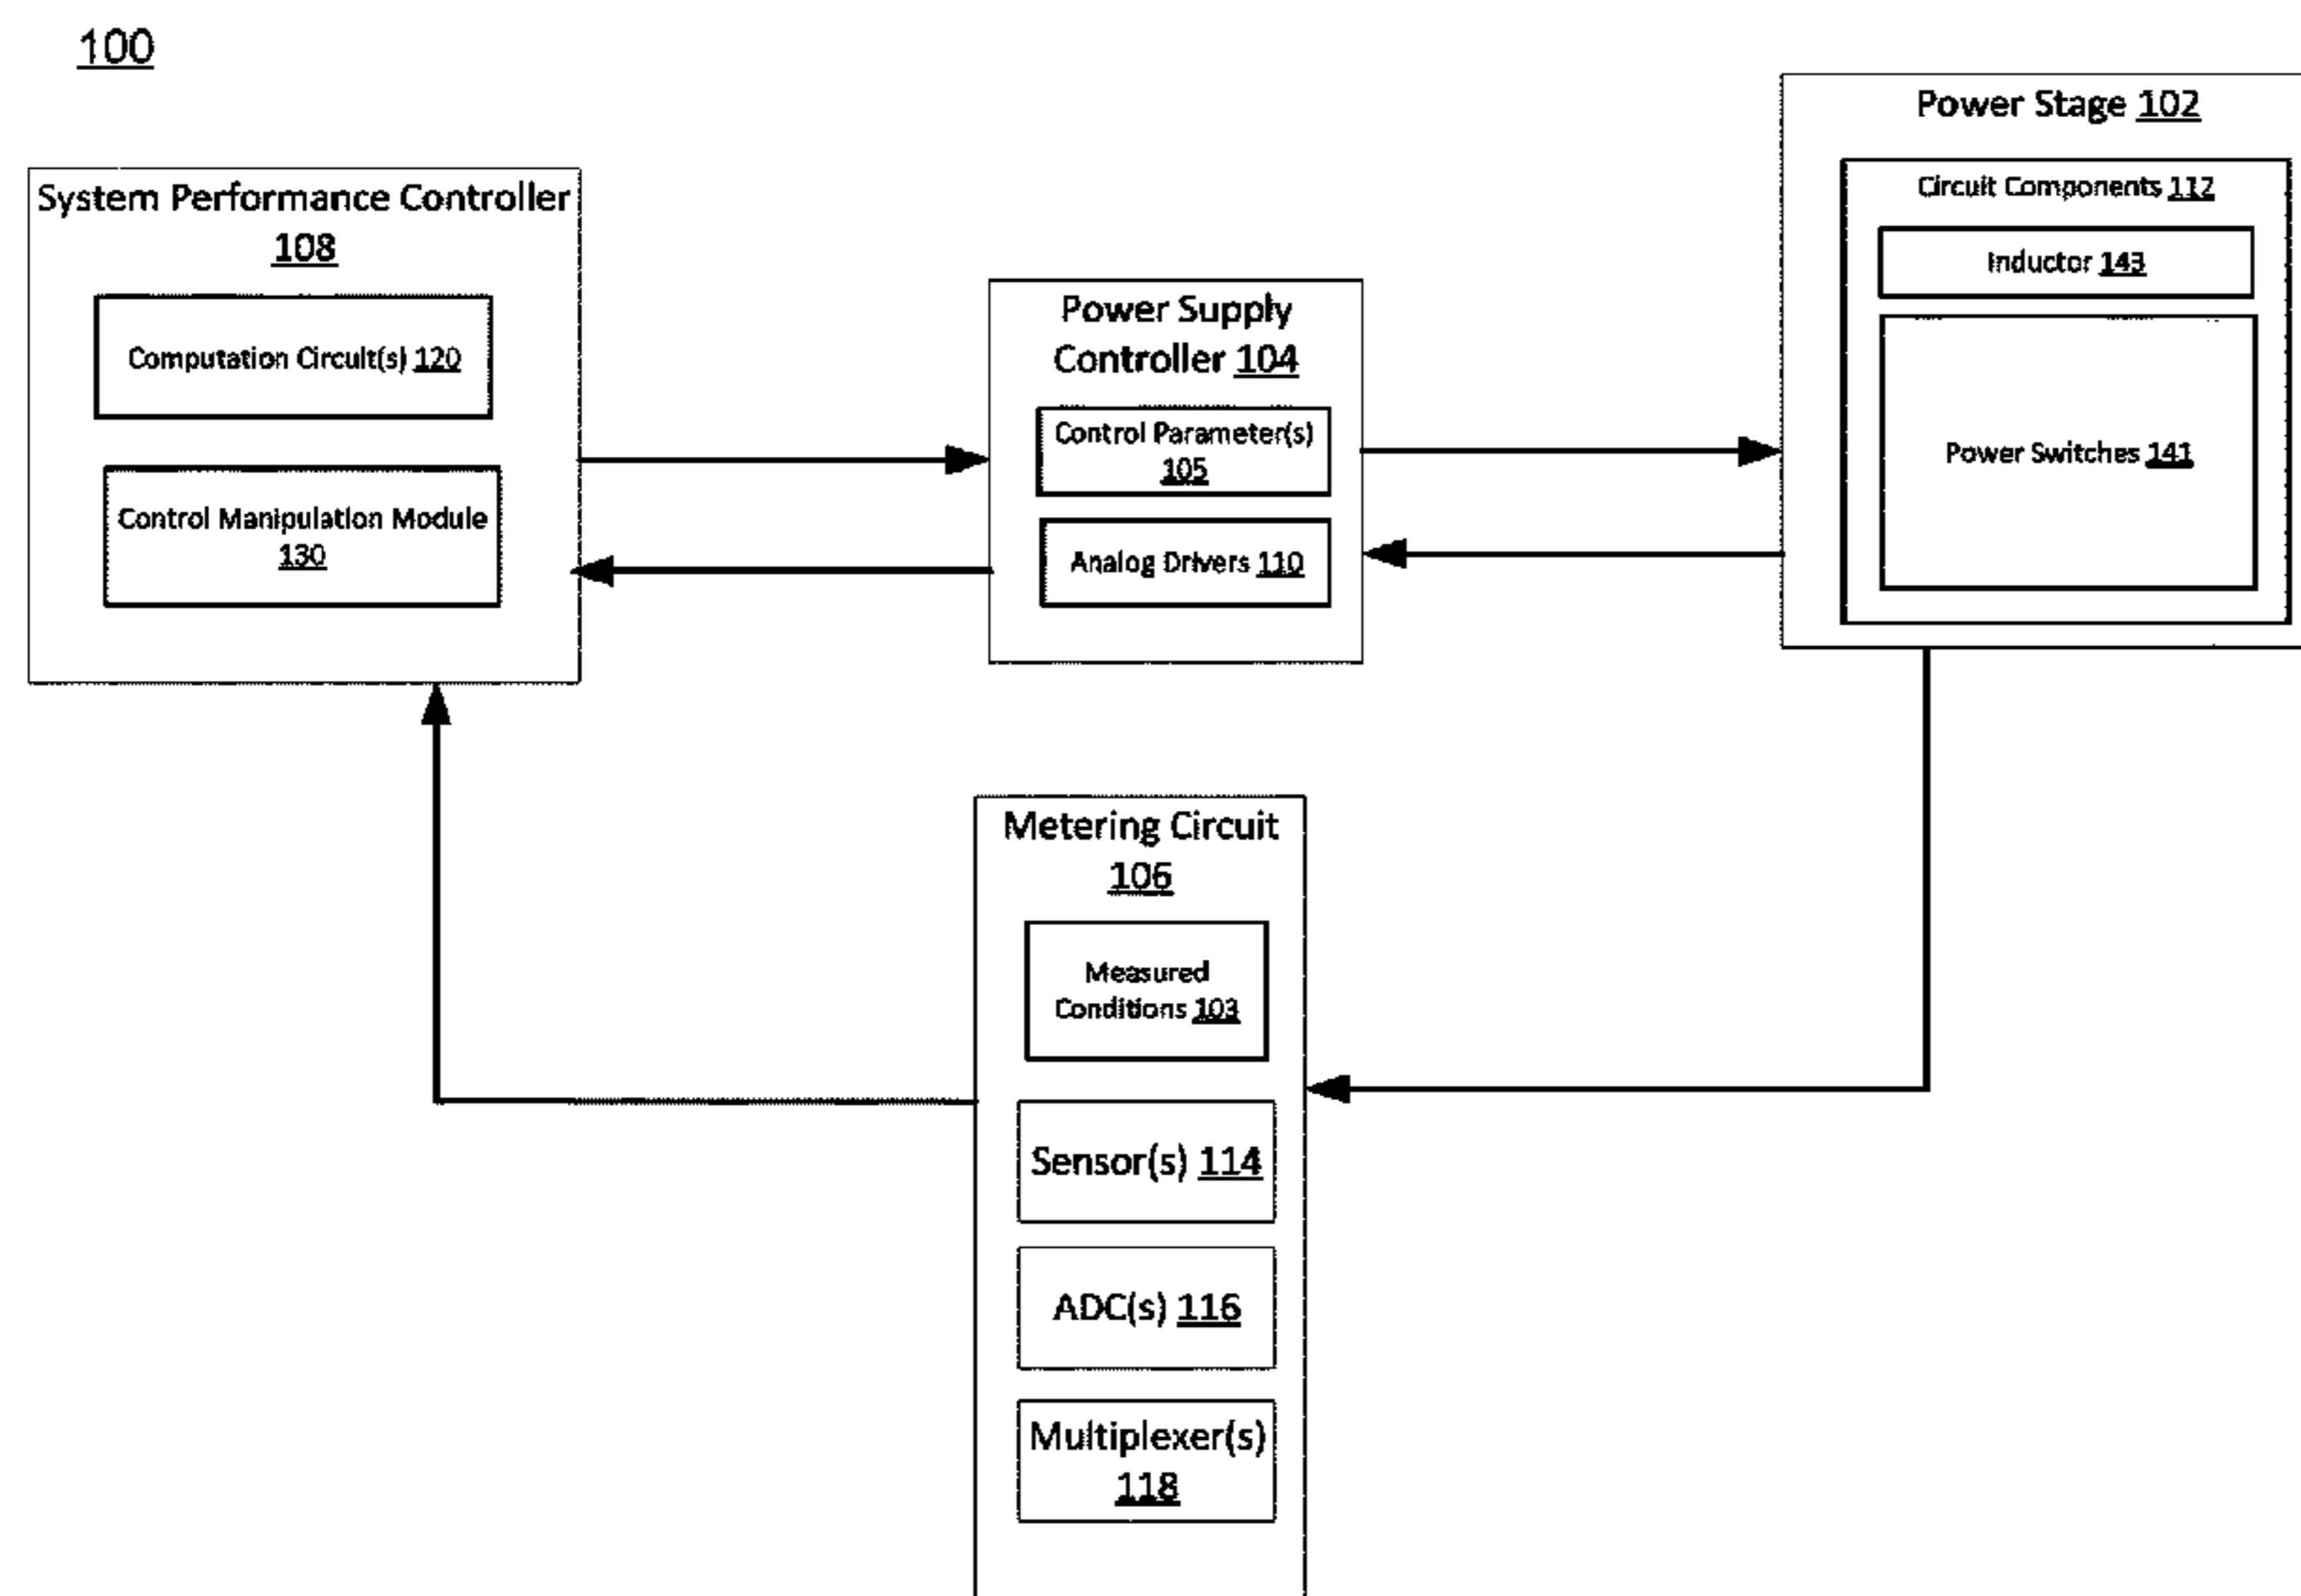 100
System Performance Controller
108
Computation Circuit(s) 120
Control Manipulation Module
130
Power Supply
Controller 104
Control Parameter(s)
105
Analog Drivers 110
Power Stage 102
Circuit Components 112
Inductor 143
Power Switches 141
Metering Circuit
106
Measured
Conditions 103
Sensor(s) 114
ADC(s) 116
Multiplexer(s)
118